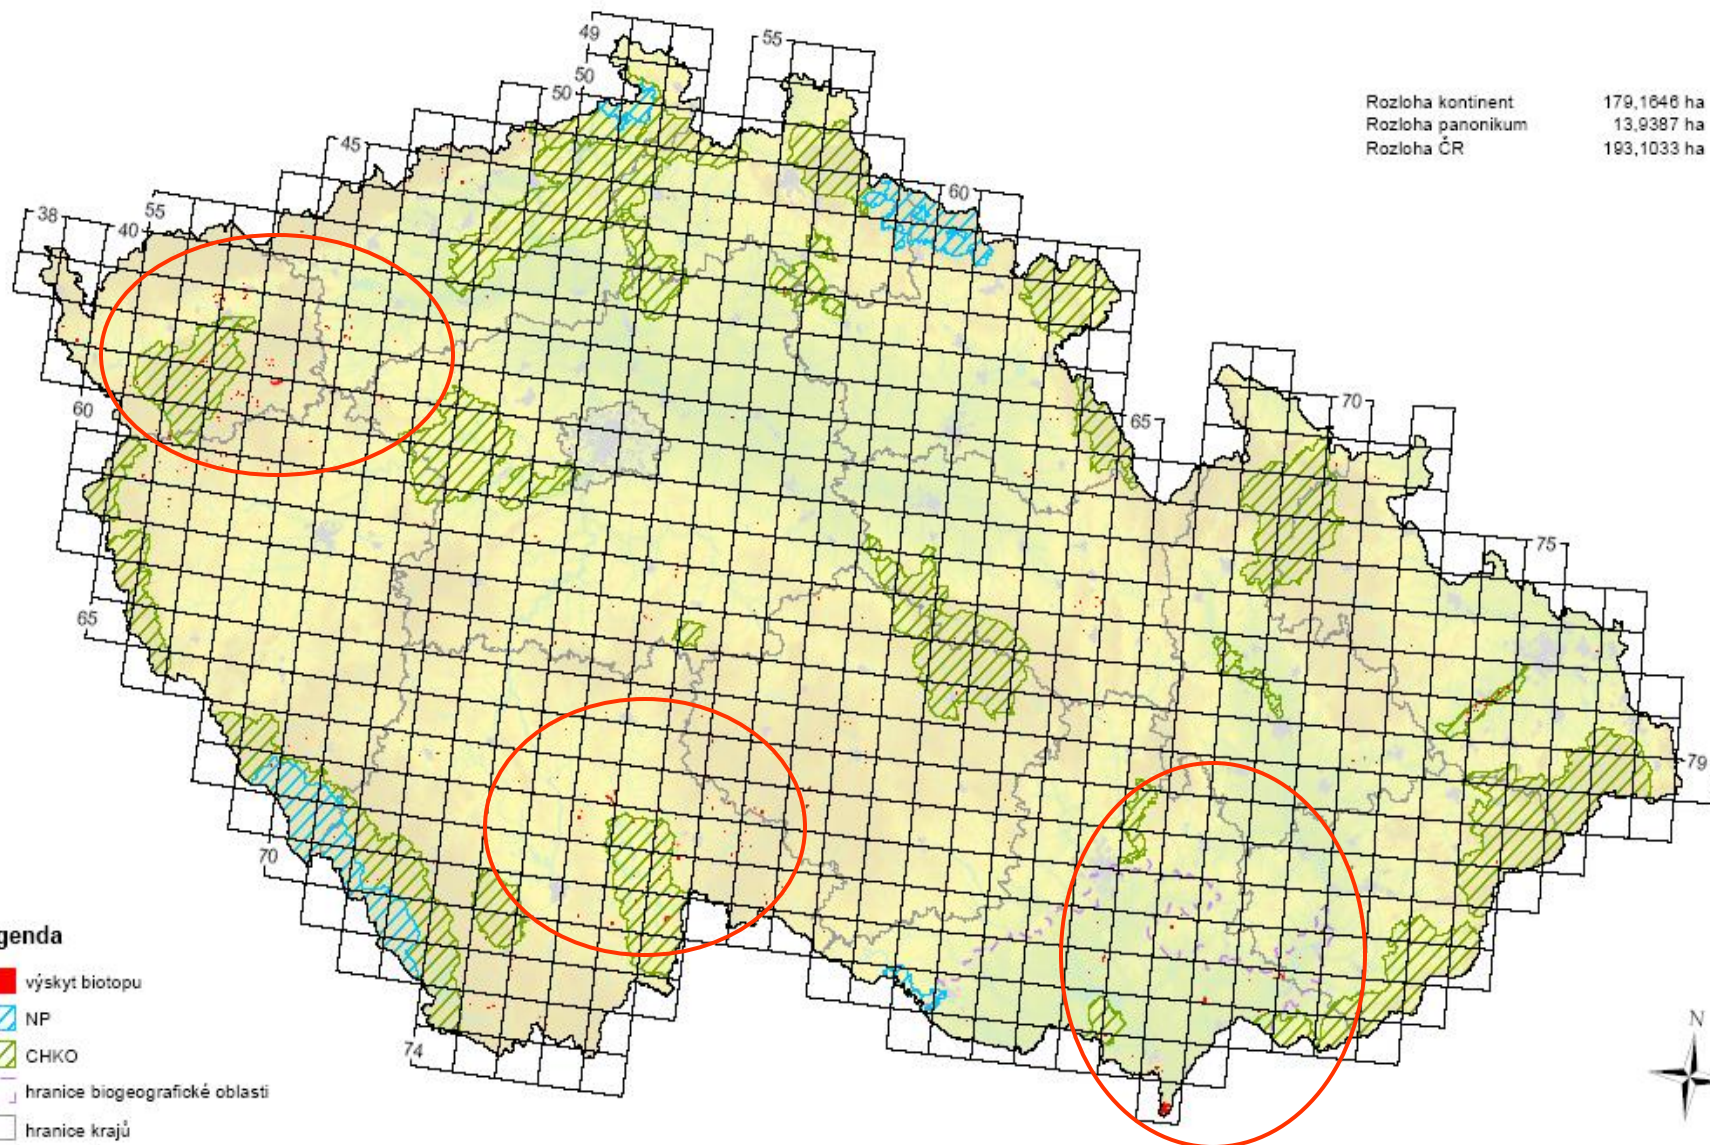 49
50
50
55
45
38
40
55
60
60
65
70
75
65
79
70
74
Rozloha kontinent 179,1646 ha
Rozloha panonikum 13,9387 ha
Rozloha ČR 193,1033 ha
genda
výskyt biotopu
NP
CHKO
hranice biogeografické oblasti
hranice krajů
N